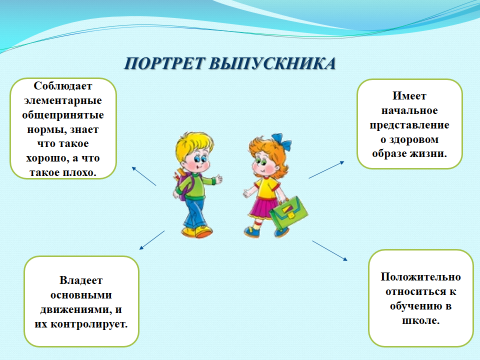 ПОРТРЕТ ВЫПУСКНИКА
Соблюдает
элементарные
общепринятые
нормы, знает
что такое
хорошо, а что
такое плохо.
Имеет
начальное
представление
о здоровом
образе жизни.
Владеет
основными
движениями, и
их контролирует.
Положительно
относиться к
обучению в
школе.